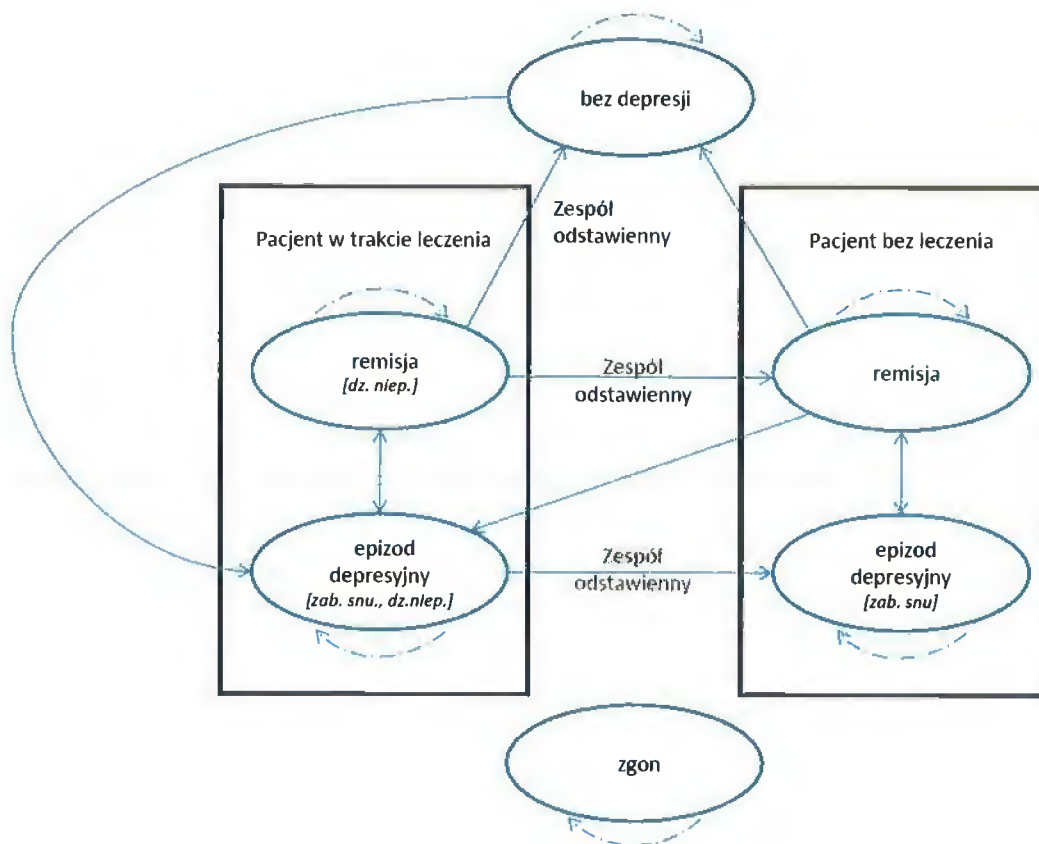 bez depresji
Zespół
odstawienny
Pacjent w trakcie leczenia
Pacjent bez leczenia
remisja
[dz. niep.]
Zespół
odstawienny
remisja
epizod
depresyjny
[zab. snu., dz.niep.]
Zespół
odstawienny
epizod
depresyjny
[zab. snu]
zgon